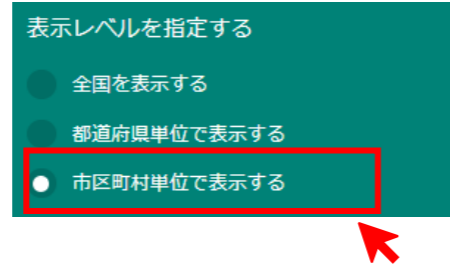 表示レベルを指定する
全国を表示する
都道府県単位で表示する
市区町村単位で表示する